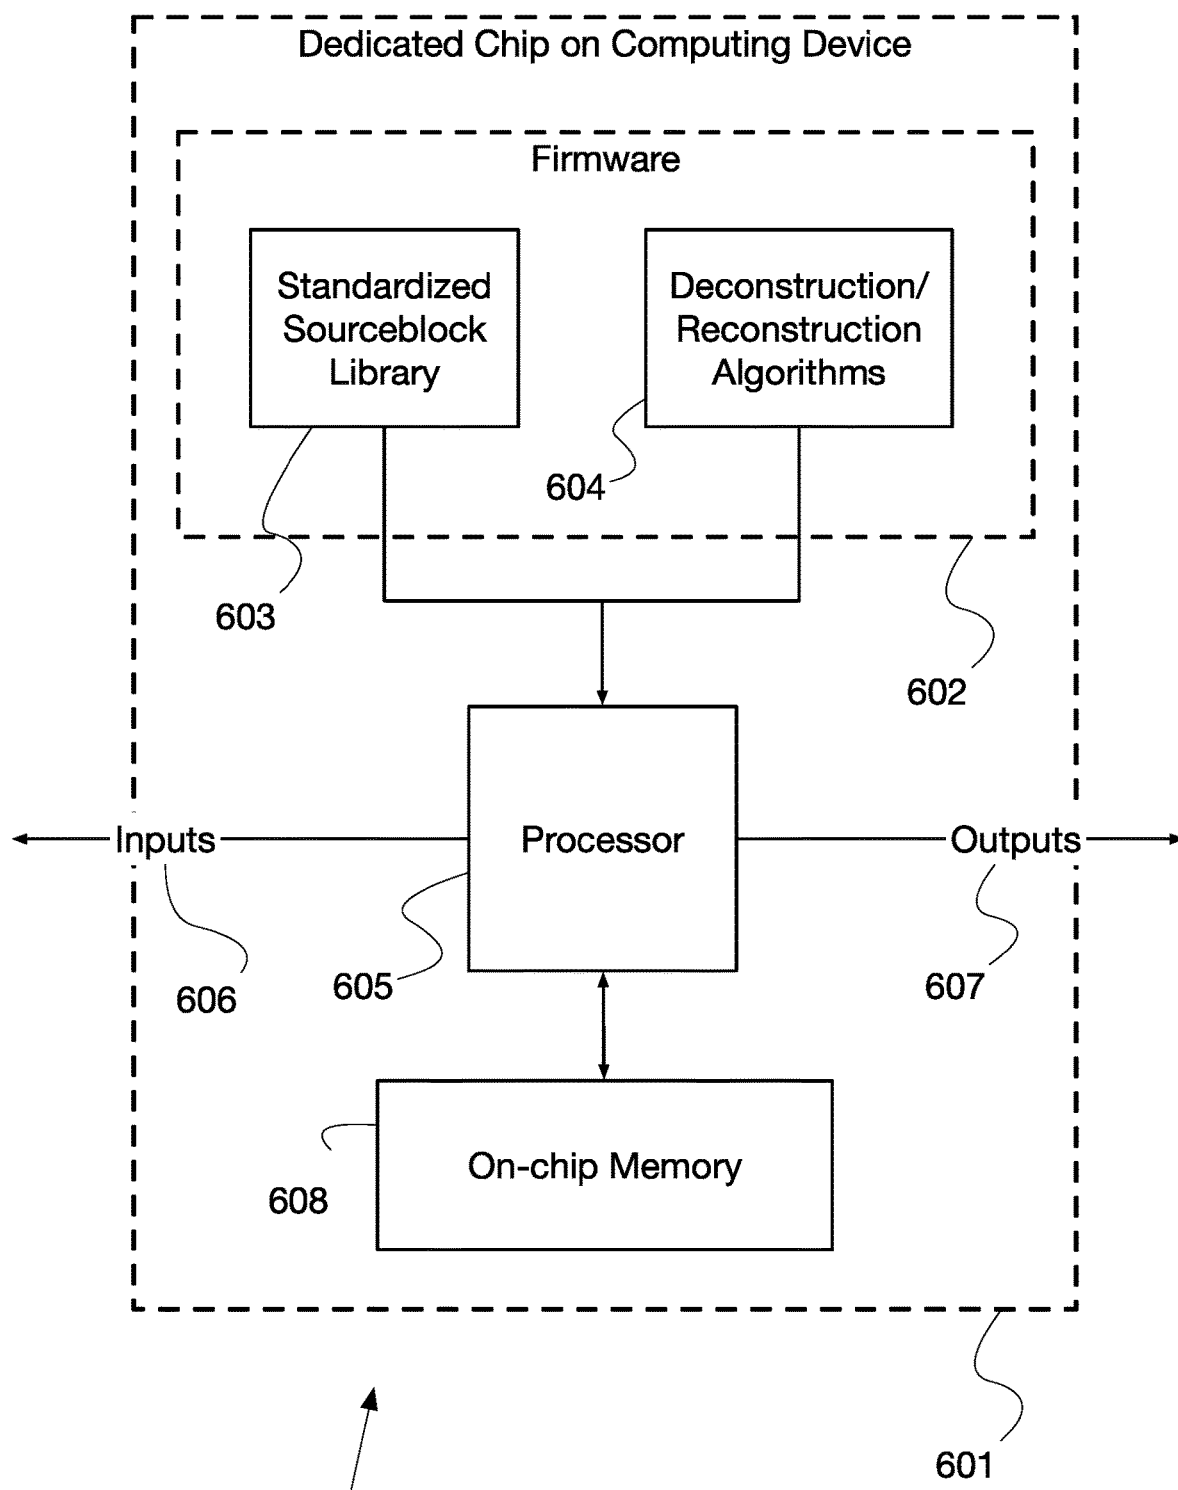 Dedicated Chip on Computing Device
Firmware
Standardized
Sourceblock
Library
Deconstruction/
Reconstruction
Algorithms
604
603
602
Inputs
Processor
Outputs
606
605
607
On-chip Memory
608
601